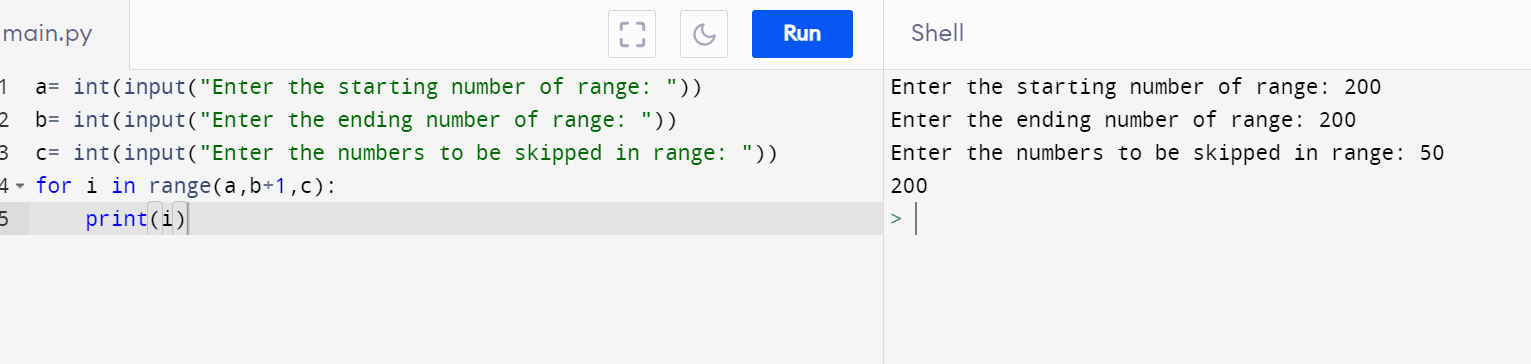 main.py
Run
Shell
1 a= int(input("Enter the starting number of range: "))
2 b= int(input("Enter the ending number of range: "))
3 c= int(input("Enter the numbers to be skipped in range: "))
4 for i in range(a,b+1,c):
5     print(i)
Enter the starting number of range: 200
Enter the ending number of range: 200
Enter the numbers to be skipped in range: 50
200
>